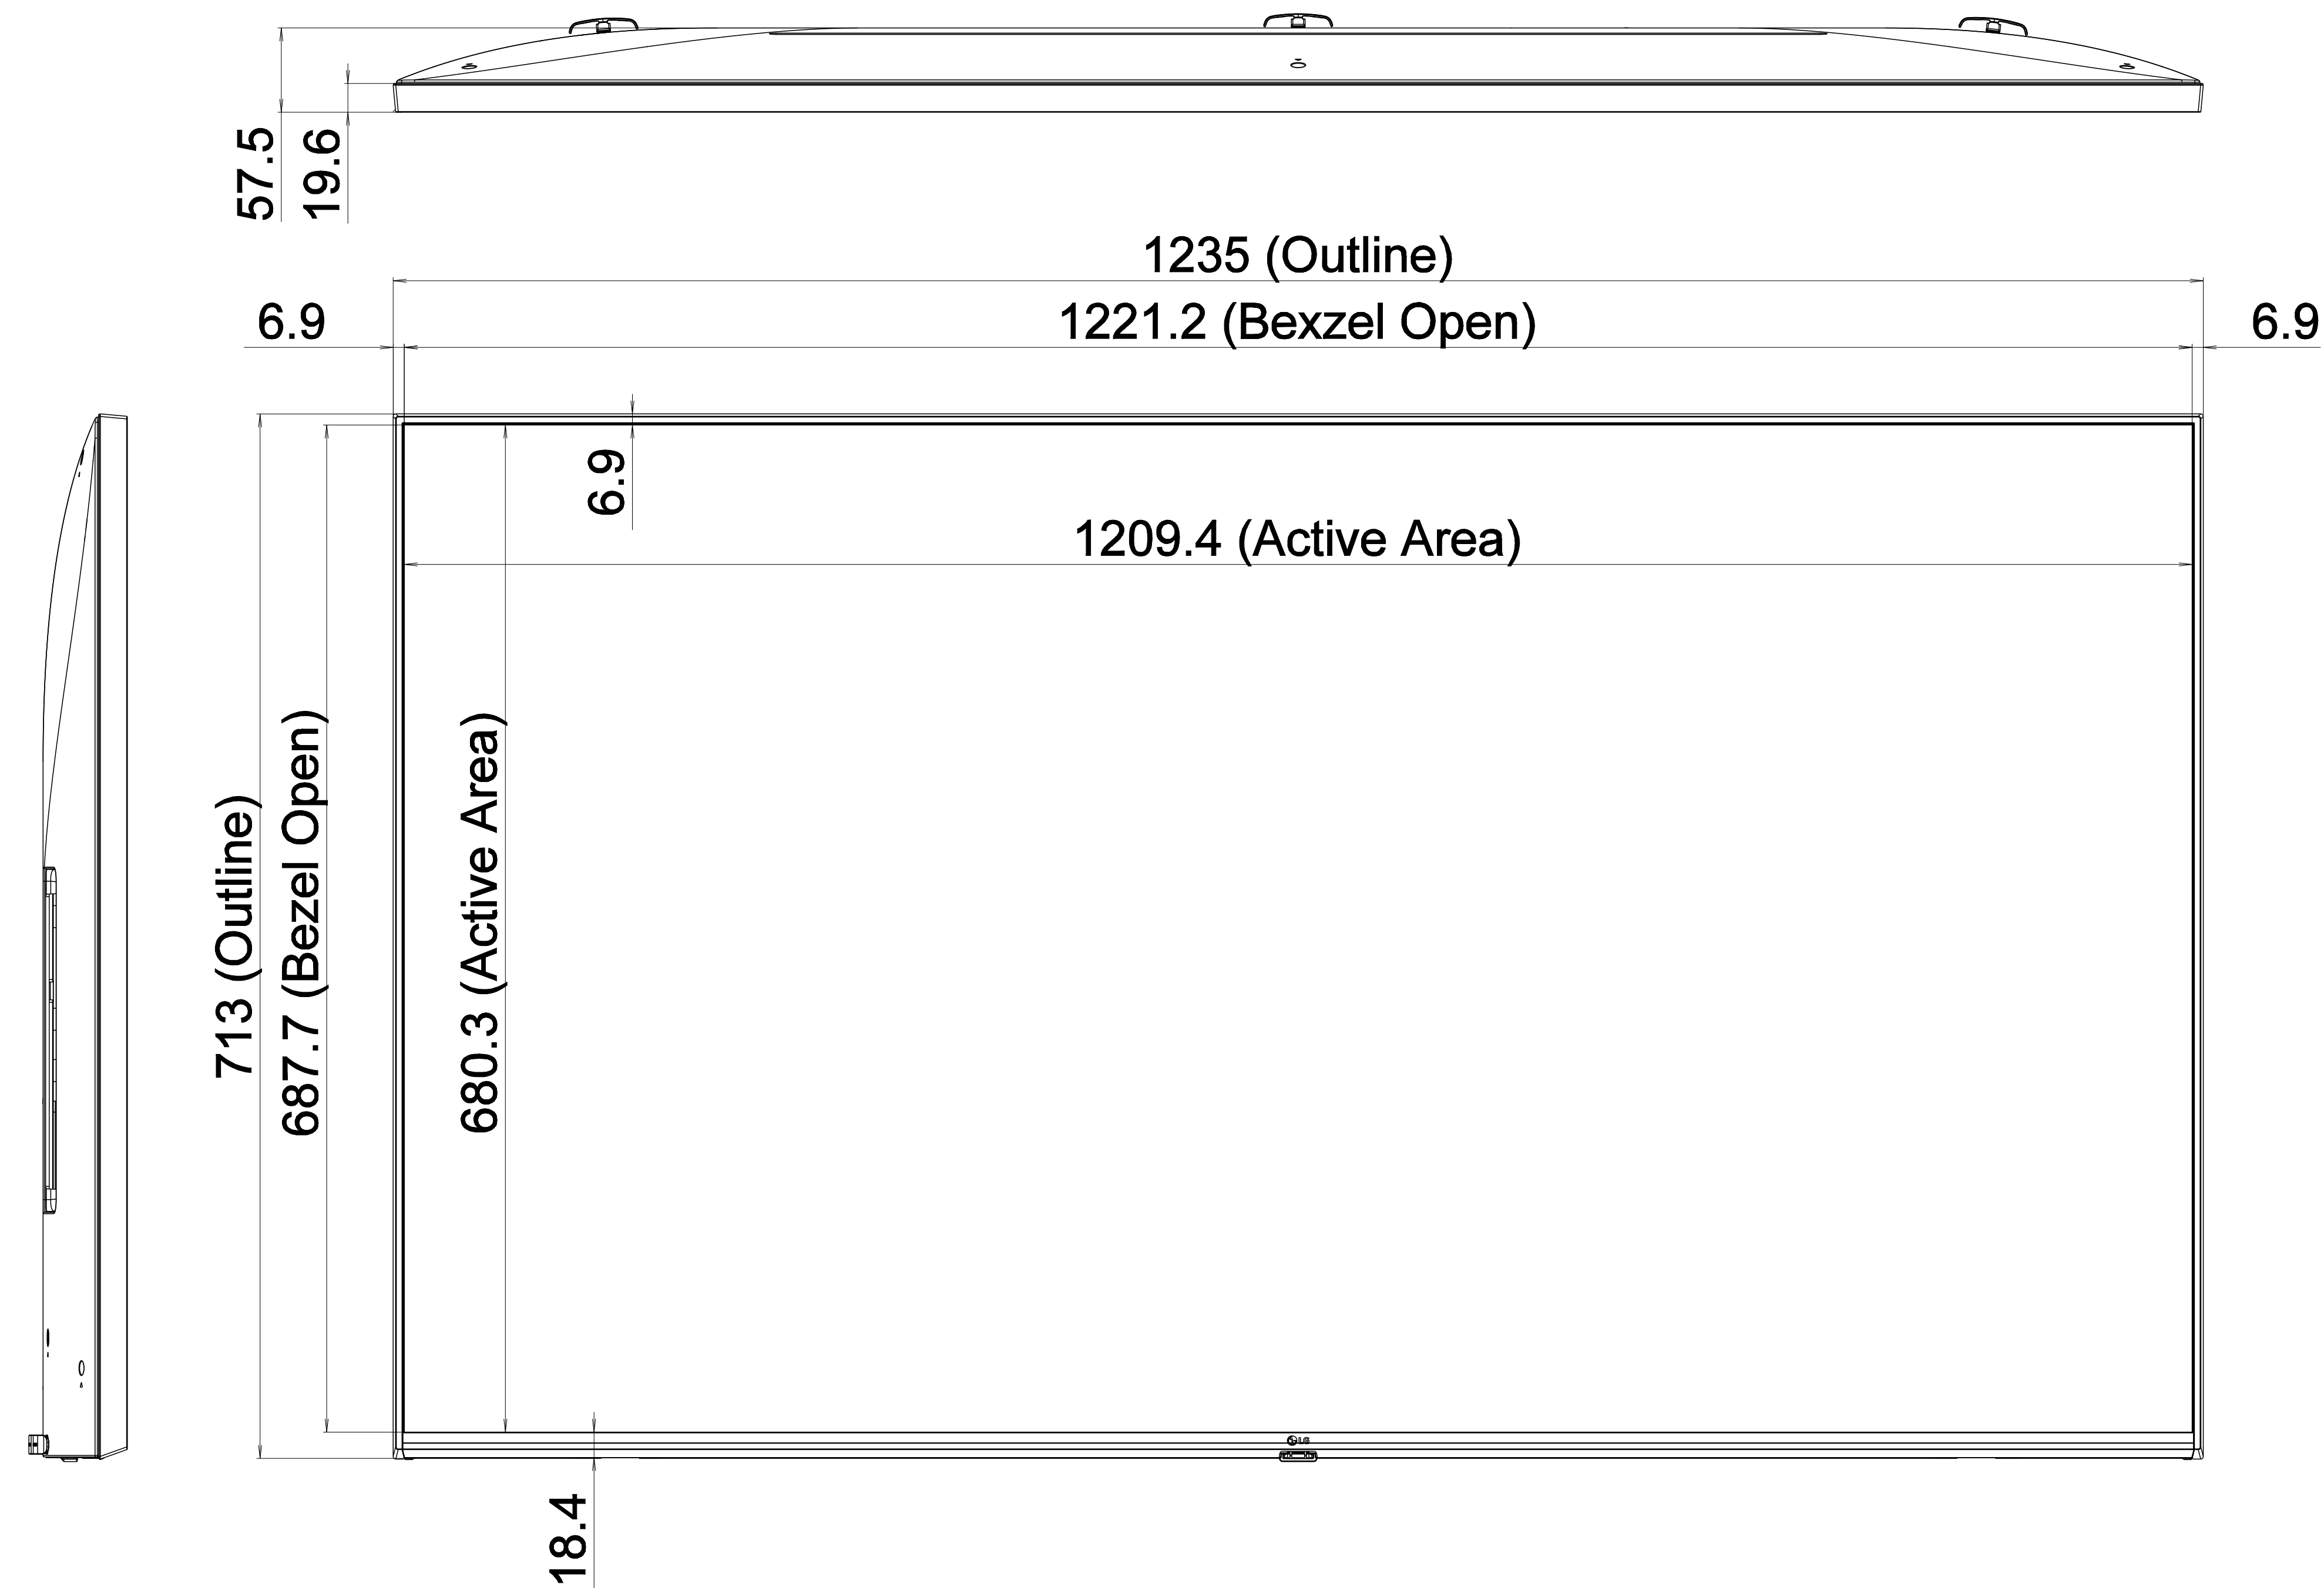 57.5
19.6
1235 (Outline)
6.9
1221.2 (Bexzel Open)
6.9
6.9
1209.4 (Active Area)
713 (Outline)
687.7 (Bezel Open)
680.3 (Active Area)
LG
18.4